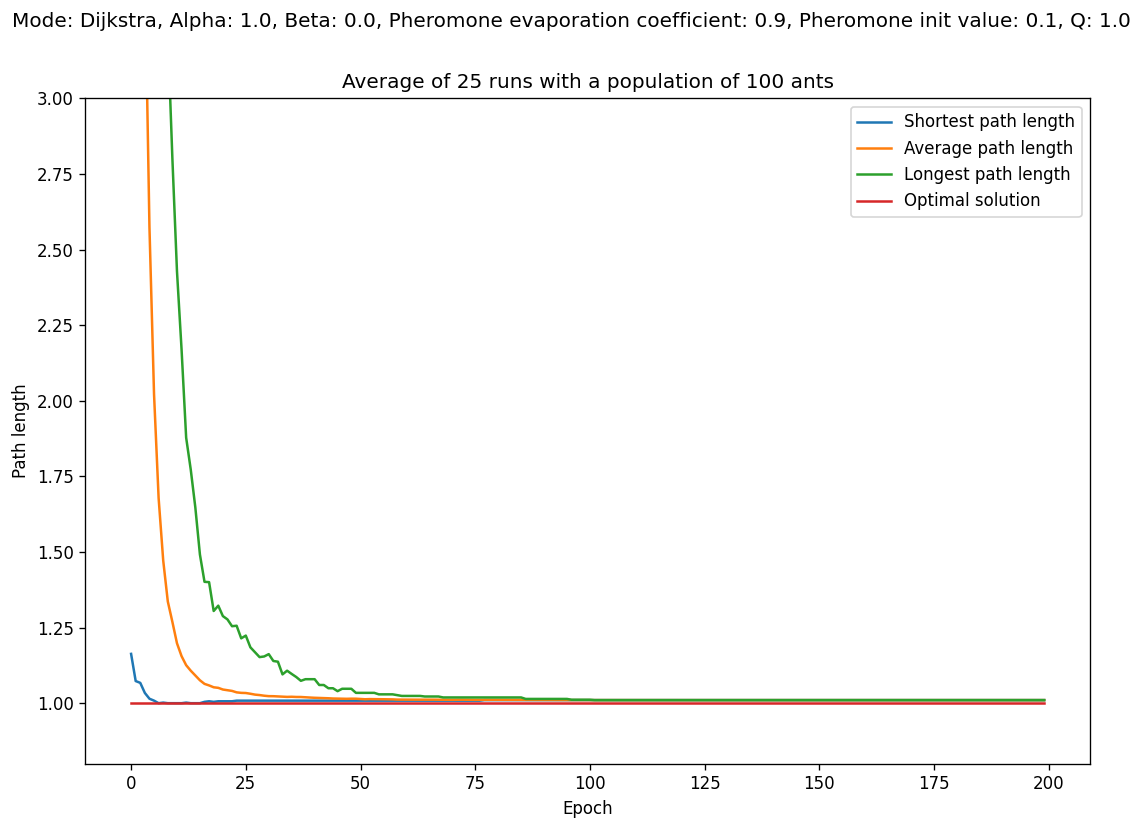 Mode: Dijkstra, Alpha: 1.0, Beta: 0.0, Pheromone evaporation coefficient: 0.9, Pheromone init value: 0.1, Q: 1.0
Average of 25 runs with a population of 100 ants
3.00
2.75
2.50
2.25
2.00
1.75
1.50
1.25
1.00
Path length
Shortest path length
Average path length
Longest path length
Optimal solution
0 25 50 75 100 125 150 175 200
Epoch